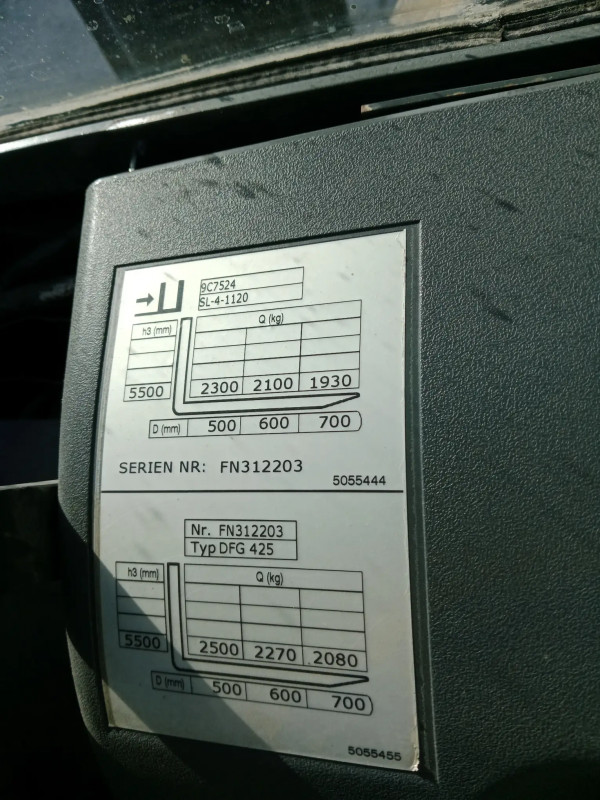 9C7524
SL-4-1120
h3 (mm) Q (kg)
5500 2300 2100 1930
D (mm) 500 600 700
SERIEN NR: FN312203
5055444
Nr. FN312203
Typ DFG 425
h3 (mm) Q (kg)
5500 2500 2270 2080
D (mm) 500 600 700
5055455